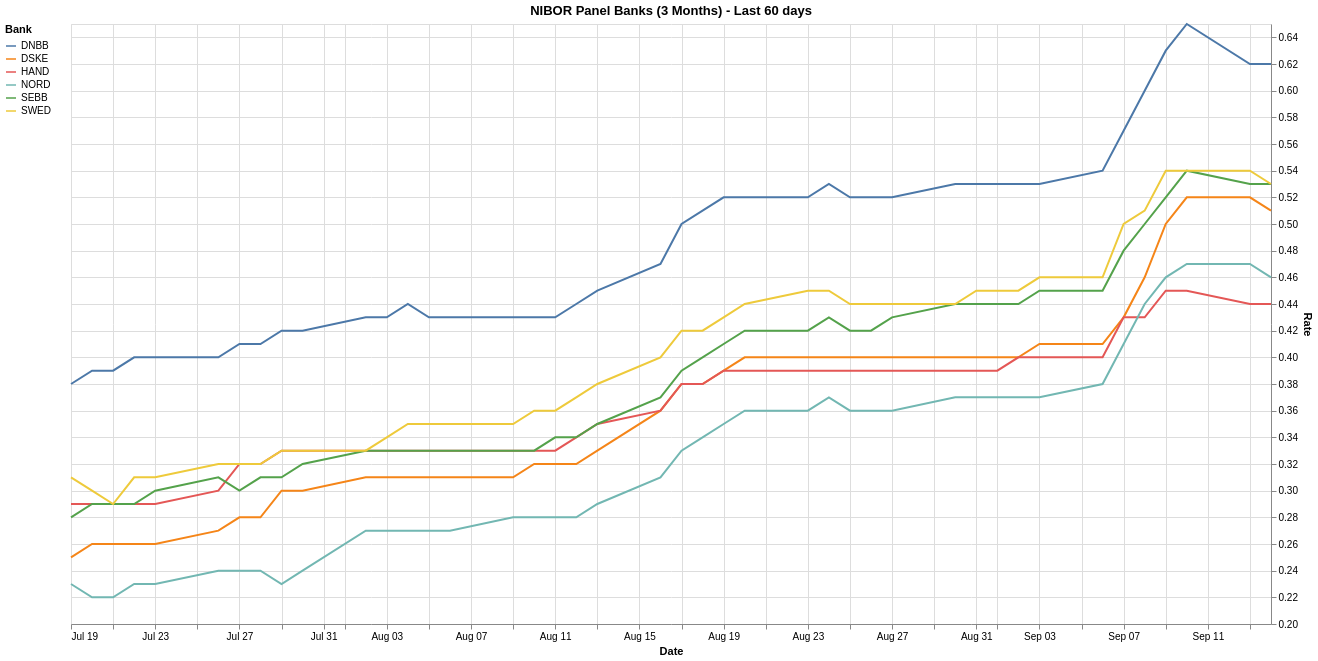 NIBOR Panel Banks (3 Months) - Last 60 days
Bank
DNBB
DSKE
HAND
NORD
SEBB
SWED
0.64
0.62
0.60
0.58
0.56
0.54
0.52
0.50
0.48
0.46
0.44
0.42
0.40
0.38
0.36
0.34
0.32
0.30
0.28
0.26
0.24
0.22
0.20
Rate
Jul 19 Jul 23 Jul 27 Jul 31 Aug 03 Aug 07 Aug 11 Aug 15 Aug 19 Aug 23 Aug 27 Aug 31 Sep 03 Sep 07 Sep 11
Date